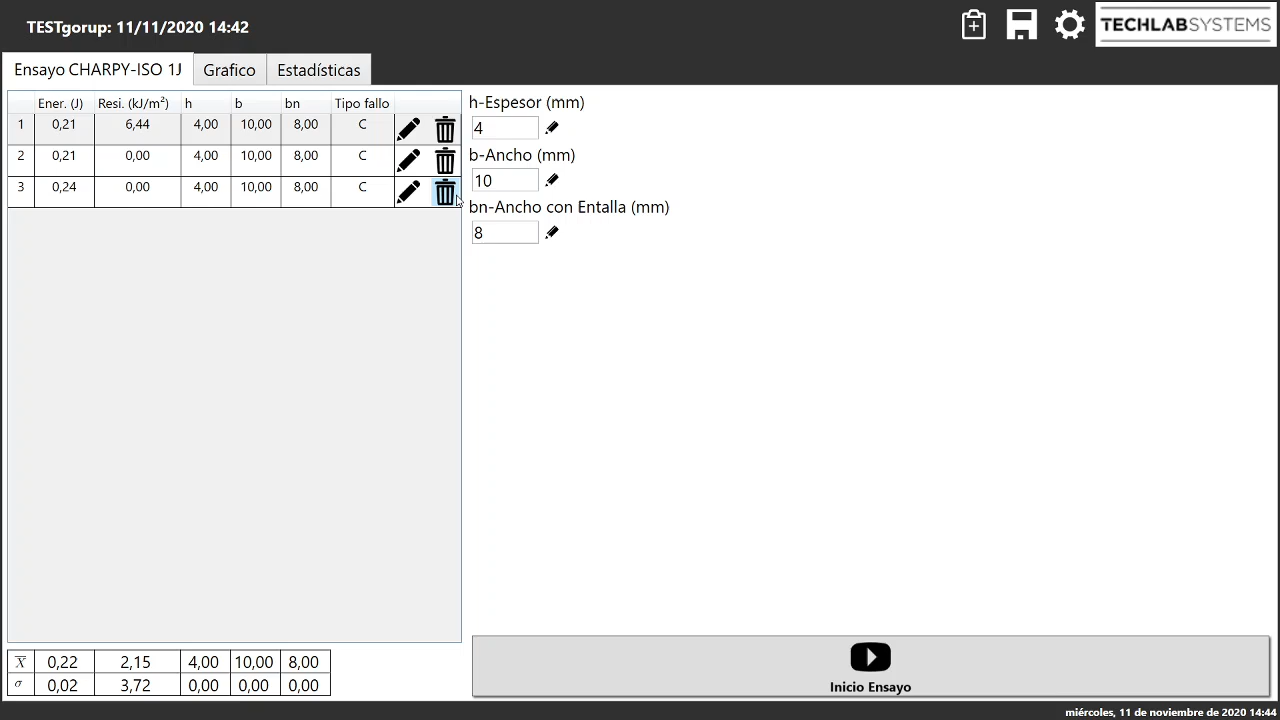 TESTgorup: 11/11/2020 14:42
TECHLABSYSTEMS
Ensayo CHARPY-ISO 1J Grafico Estadísticas
Ener. (J) Resi. (kJ/m²) h b bn Tipo fallo
1 0,21 6,44 4,00 10,00 8,00 C
2 0,21 0,00 4,00 10,00 8,00 C
3 0,24 0,00 4,00 10,00 8,00 C
h-Espesor (mm)
4
b-Ancho (mm)
10
bn-Ancho con Entalla (mm)
8
x̅ 0,22 2,15 4,00 10,00 8,00
σ 0,02 3,72 0,00 0,00 0,00
Inicio Ensayo
miércoles, 11 de noviembre de 2020 14:44